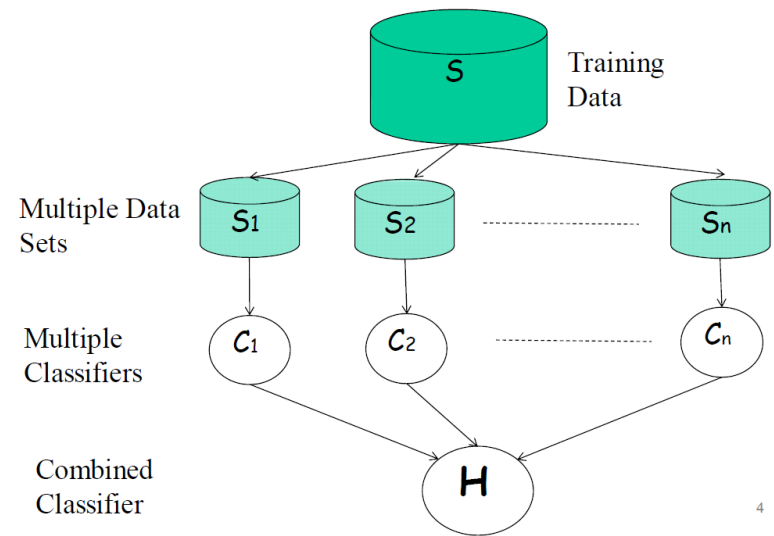 S
Training
Data
Multiple Data
Sets
S1
S2
Sn
Multiple
Classifiers
C1
C2
Cn
Combined
Classifier
H
4